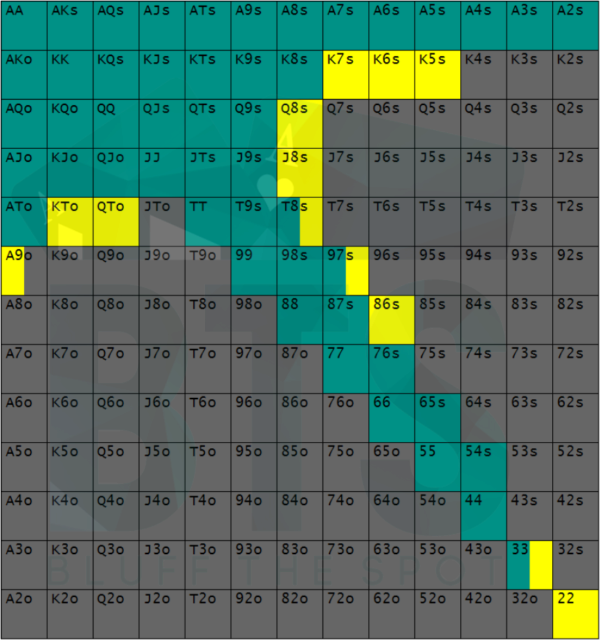 AA AKs AQs AJs ATs A9s A8s A7s A6s A5s A4s A3s A2s
AKo KK KQs KJs KTs K9s K8s K7s K6s K5s K4s K3s K2s
AQo KQo QQ QJs QTs Q9s Q8s Q7s Q6s Q5s Q4s Q3s Q2s
AJo KJo QJo JJ JTs J9s J8s J7s J6s J5s J4s J3s J2s
ATo KTo QTo JTo TT T9s T8s T7s T6s T5s T4s T3s T2s
A9o K9o Q9o J9o T9o 99 98s 97s 96s 95s 94s 93s 92s
A8o K8o Q8o J8o T8o 98o 88 87s 86s 85s 84s 83s 82s
A7o K7o Q7o J7o T7o 97o 87o 77 76s 75s 74s 73s 72s
A6o K6o Q6o J6o T6o 96o 86o 76o 66 65s 64s 63s 62s
A5o K5o Q5o J5o T5o 95o 85o 75o 65o 55 54s 53s 52s
A4o K4o Q4o J4o T4o 94o 84o 74o 64o 54o 44 43s 42s
A3o K3o Q3o J3o T3o 93o 83o 73o 63o 53o 43o 33 32s
A2o K2o Q2o J2o T2o 92o 82o 72o 62o 52o 42o 32o 22
A
A
BTS
BLUFF THE SPOT